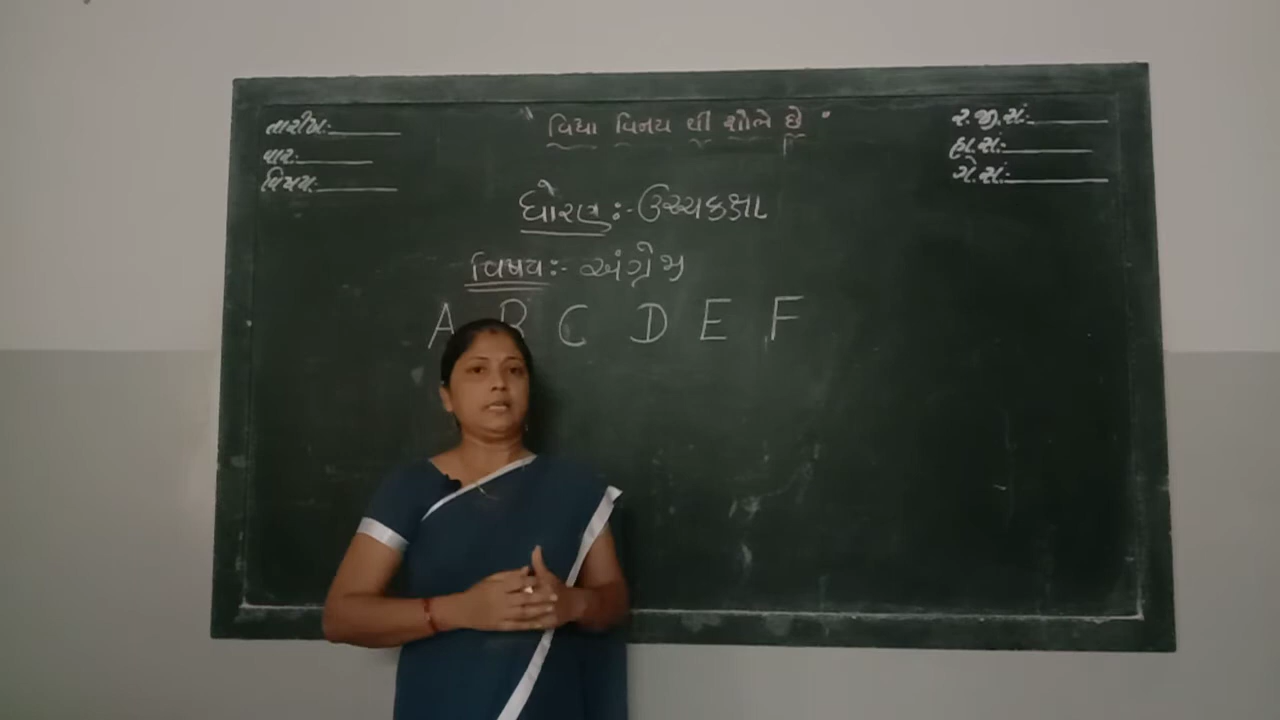 વિદ્યા વિનય થી શોભે છે.
તારીખ:
વાર:
વિષય:
ર.જી.સં:
હા.સં:
ગે.સં:
ધોરણ :- ઉચ્ચકક્ષા
વિષય :- અંગ્રેજી
A B C D E F